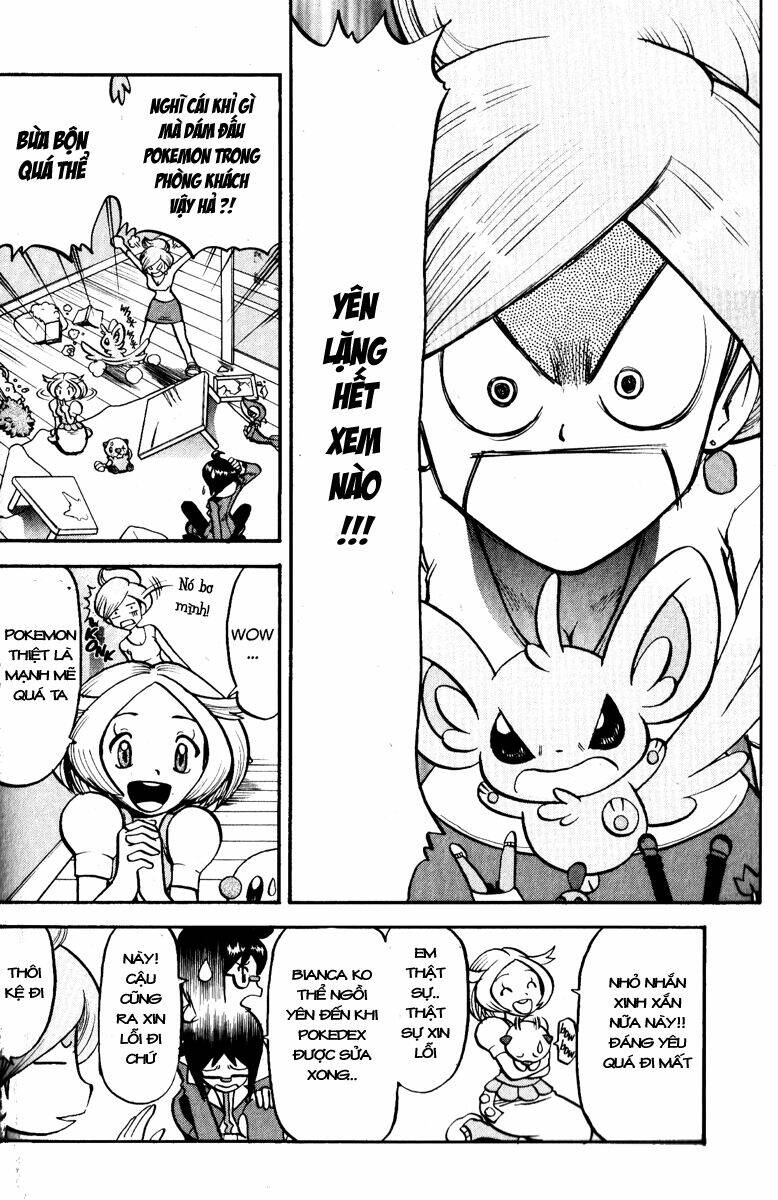 YÊN
LẶNG
HẾT
XEM
NÀO
!!!
NGHĨ CÁI KHỈ GÌ
MÀ DÁM ĐẤU
POKEMON TRONG
PHÒNG KHÁCH
VẬY HẢ ?!
BỪA BỘN
QUÁ THỂ
WOW
...
Nó bơ
mình!
POKEMON
THIỆT LÀ
MẠNH MẼ
QUÁ TA
NHỎ NHẮN
XINH XẮN
NỮA NÀY!!
ĐÁNG YÊU
QUÁ ĐI MẤT
EM
THẬT
SỰ..
THẬT
SỰ XIN
LỖI
BIANCA KO
THỂ NGỒI
YÊN ĐẾN KHI
POKEDEX
ĐƯỢC SỬA
XONG..
NÀY!
CẬU
CŨNG
RA XIN
LỖI ĐI
CHỨ
THÔI
KỆ ĐI